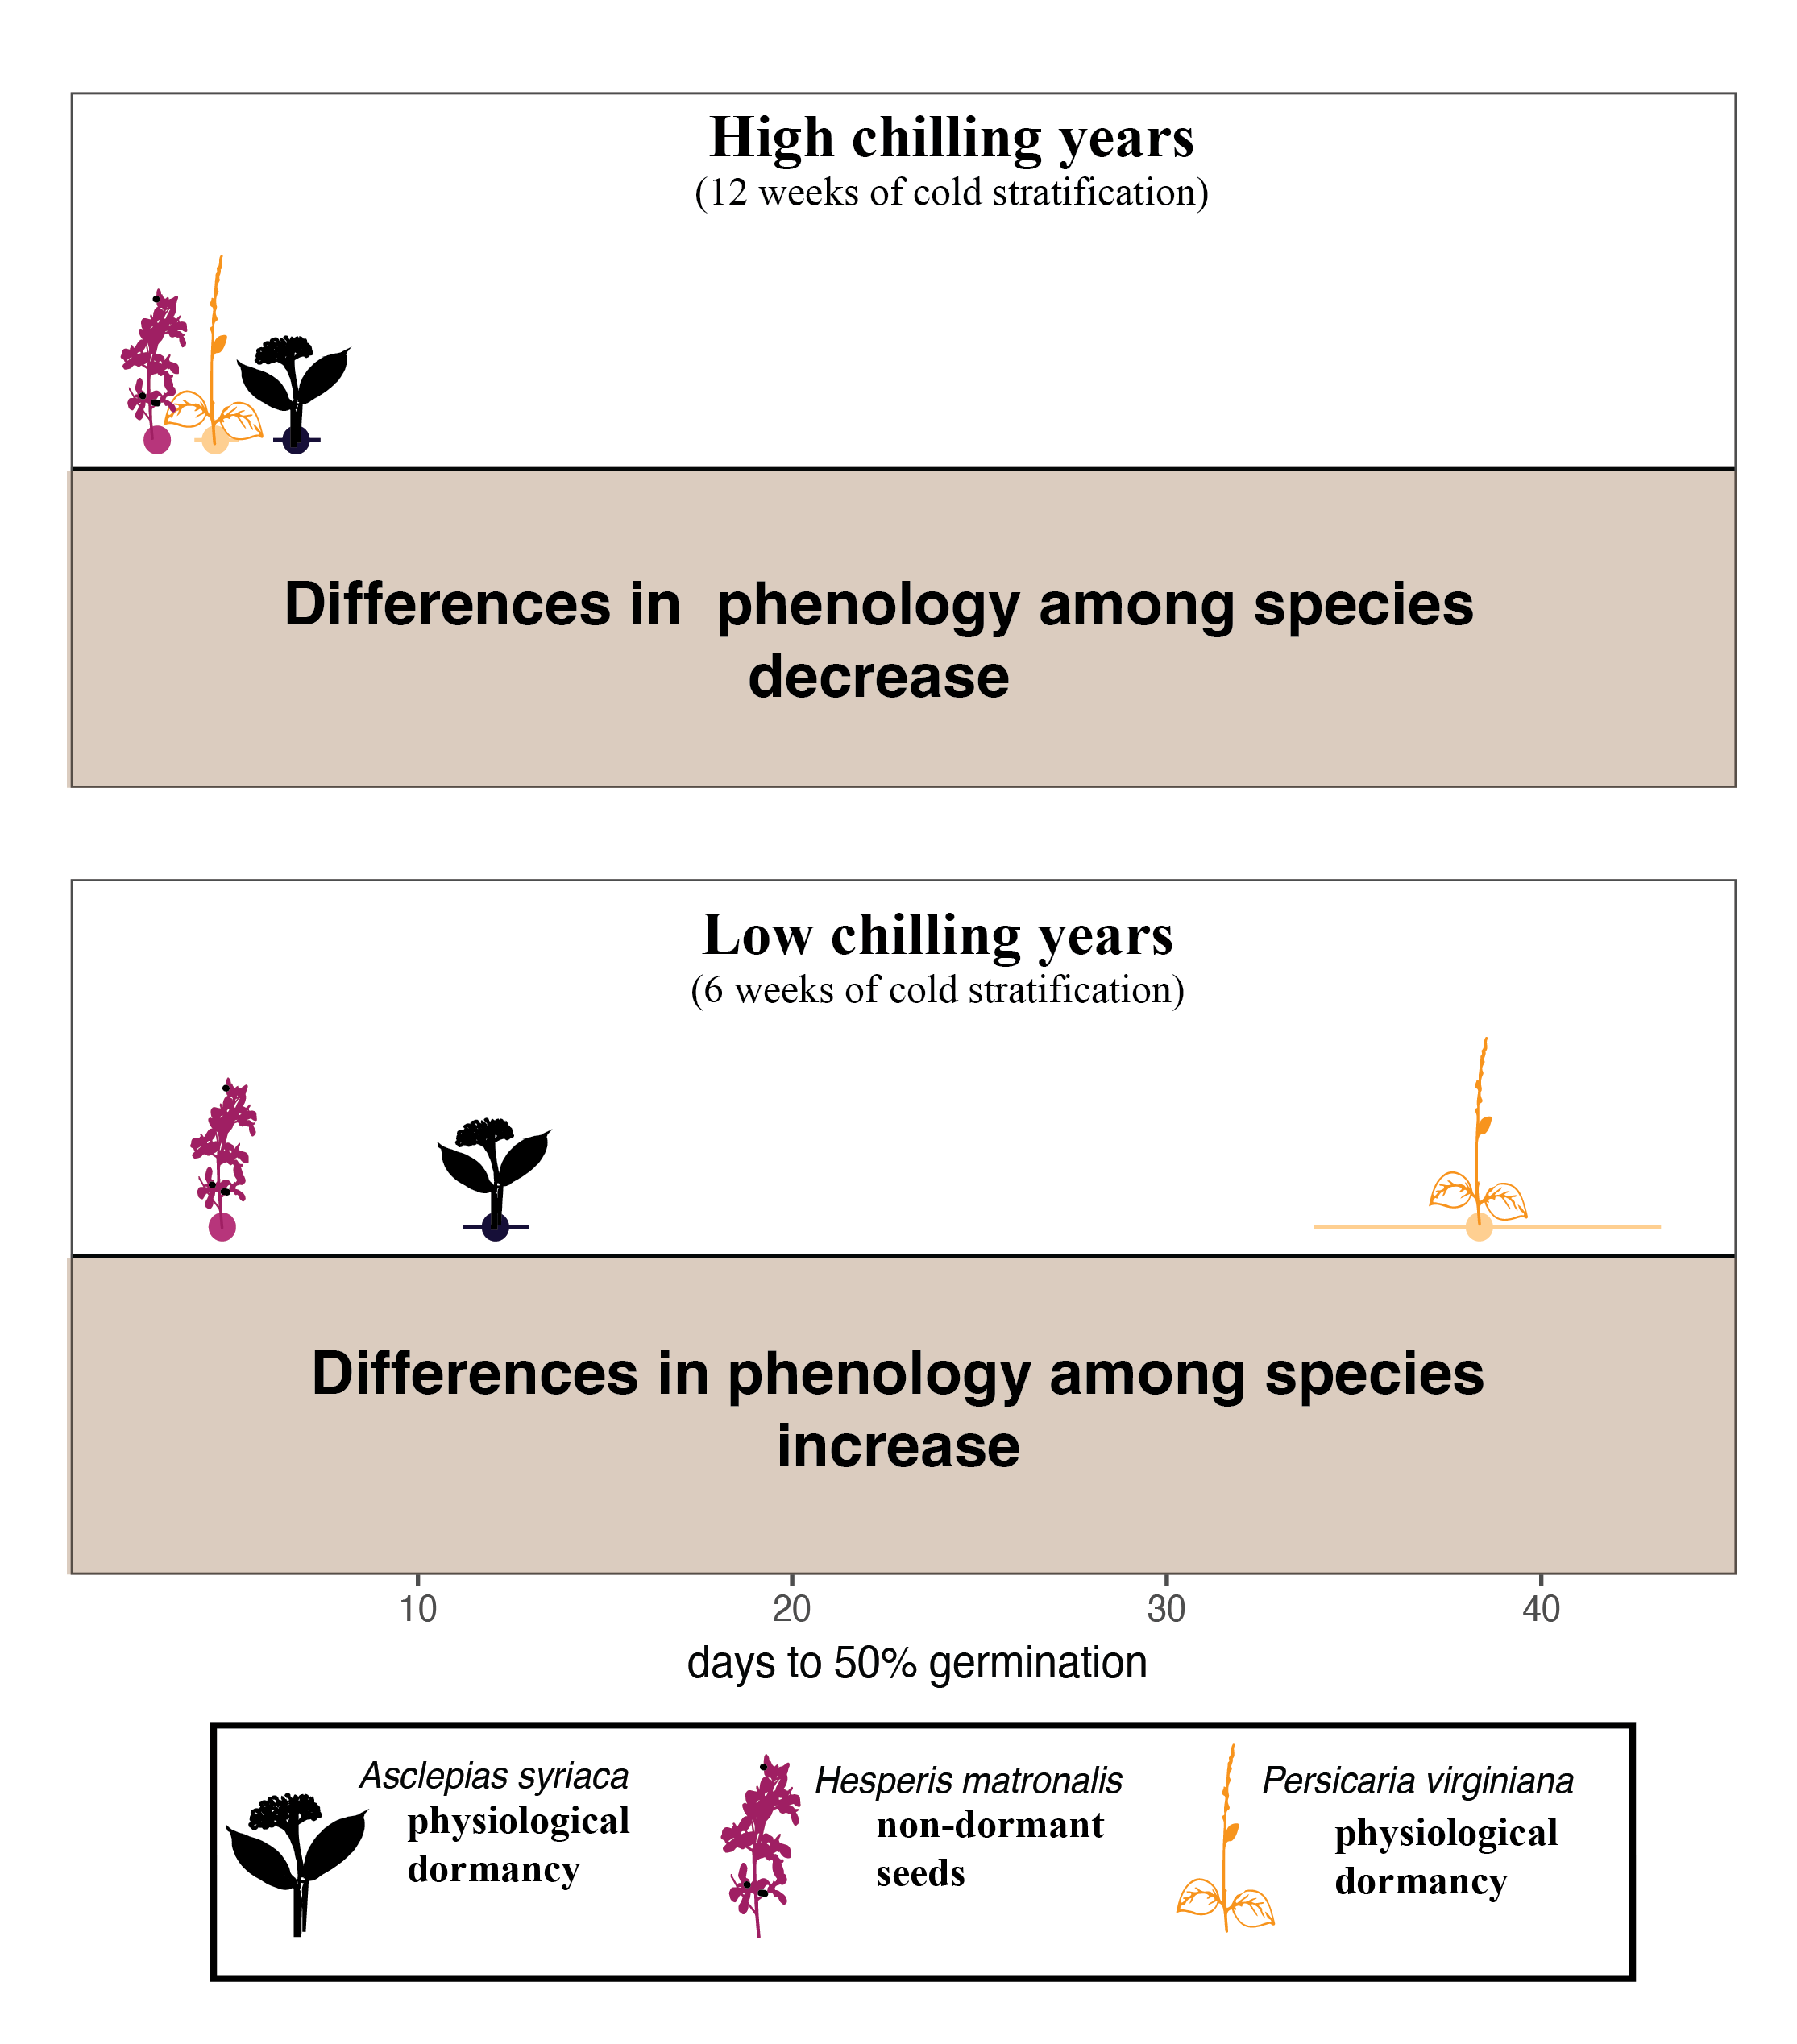 High chilling years
(12 weeks of cold stratification)
Differences in phenology among species
decrease
Low chilling years
(6 weeks of cold stratification)
Differences in phenology among species
increase
10 20 30 40
days to 50% germination
Asclepias syriaca
physiological
dormancy
Hesperis matronalis
non-dormant
seeds
Persicaria virginiana
physiological
dormancy